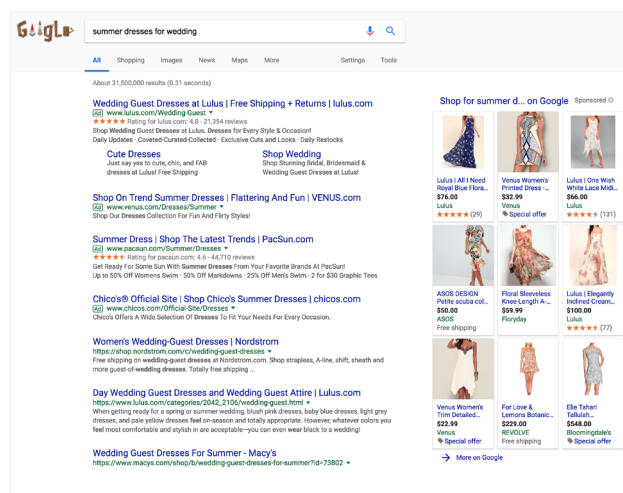 Google
summer dresses for wedding
All Shopping Images News Maps More Settings Tools
About 31,500,000 results (0.31 seconds)
Wedding Guest Dresses at Lulus | Free Shipping + Returns | lulus.com
Ad www.lulus.com/Wedding-Guest
Rating for lulus.com: 4.8 - 21,354 reviews
Shop Wedding Guest Dresses at Lulus. Dresses for Every Style & Occasion!
Daily Updates · Coveted-Curated-Collected · Exclusive Cuts and Looks · Daily Restocks
Cute Dresses
Just say yes to cute, chic, and FAB
dresses at Lulus! Free Shipping
Shop Wedding
Shop Stunning Bridal, Bridesmaid &
Wedding Guest Dresses at Lulus!
Shop On Trend Summer Dresses | Flattering And Fun | VENUS.com
Ad www.venus.com/Dresses/Summer
Shop Our Dresses Collection For Fun And Flirty Styles!
Summer Dress | Shop The Latest Trends | PacSun.com
Ad www.pacsun.com/Summer/Dresses
Rating for pacsun.com: 4.6 - 44,710 reviews
Get Ready For Some Sun With Summer Dresses From Your Favorite Brands At PacSun!
Up to 50% Off Womens Swim · 50% Off Markdowns · 25% Off Men's Swim · 2 for $30 Graphic Tees
Chico's® Official Site | Shop Chico's Summer Dresses | chicos.com
Ad www.chicos.com/Official-Site/Dresses
Chico's Offers A Wide Selection Of Dresses To Fit Your Needs For Every Occasion.
Women's Wedding-Guest Dresses | Nordstrom
https://shop.nordstrom.com/c/wedding-guest-dresses
Free shipping on wedding-guest dresses at Nordstrom.com. Shop strapless, A-line, shift, sheath and
more guest-of-wedding dresses. Totally free shipping ...
Day Wedding Guest Dresses and Wedding Guest Attire | Lulus.com
https://www.lulus.com/categories/2042_2106/wedding-guest.html
When getting ready for a spring or summer wedding, blush pink dresses, baby blue dresses, light grey
dresses, and pale yellow dresses feel on-season and totally appropriate. However, whatever colors you
feel most comfortable and stylish in are acceptable—you can even wear black to a wedding!
Wedding Guest Dresses For Summer - Macy's
https://www.macys.com/shop/b/wedding-guest-dresses-for-summer?id=73802
Shop for summer d... on Google Sponsored
Lulus | All I Need
Royal Blue Flora...
$76.00
Lulus
(29)
Venus Women's
Printed Dress -...
$32.99
Venus
Special offer
Lulus | One Wish
White Lace Midi...
$66.00
Lulus
(131)
ASOS DESIGN
Petite scuba col...
$50.00
ASOS
Free shipping
Floral Sleeveless
Knee-Length A-...
$59.99
Floryday
Lulus | Elegantly
Inclined Cream...
$100.00
Lulus
(77)
Venus Women's
Trim Detailed...
$22.99
Venus
Special offer
For Love &
Lemons Botanic...
$229.00
REVOLVE
Free shipping
Elie Tahari
Tallulah...
$548.00
Bloomingdale's
Special offer
More on Google